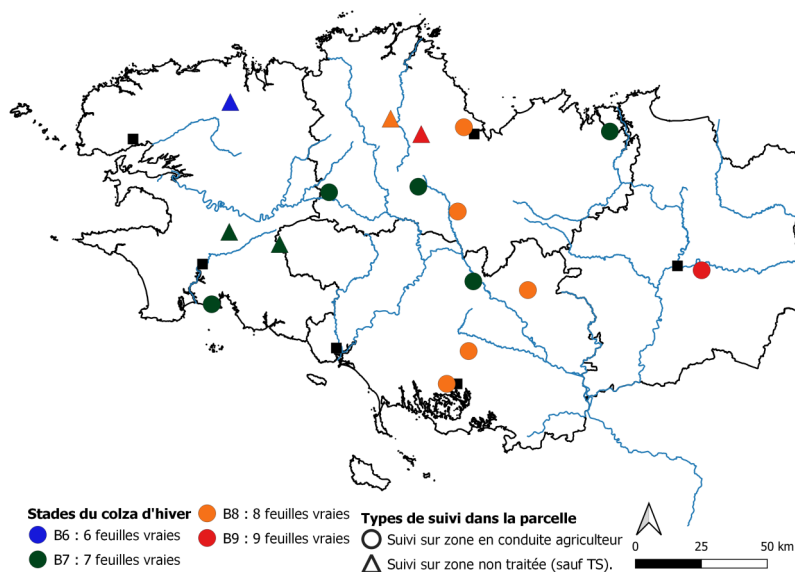 Stades du colza d'hiver
B6 : 6 feuilles vraies
B7 : 7 feuilles vraies
B8 : 8 feuilles vraies
B9 : 9 feuilles vraies
Types de suivi dans la parcelle
Suivi sur zone en conduite agriculteur
Suivi sur zone non traitée (sauf TS).
0 25 50 km